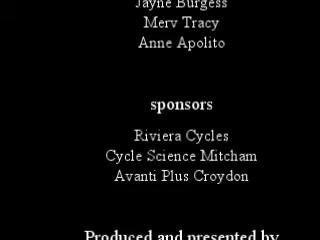 Jayne Burgess
Merv Tracy
Anne Apolito
sponsors
Riviera Cycles
Cycle Science Mitcham
Avanti Plus Croydon
Produced and presented by